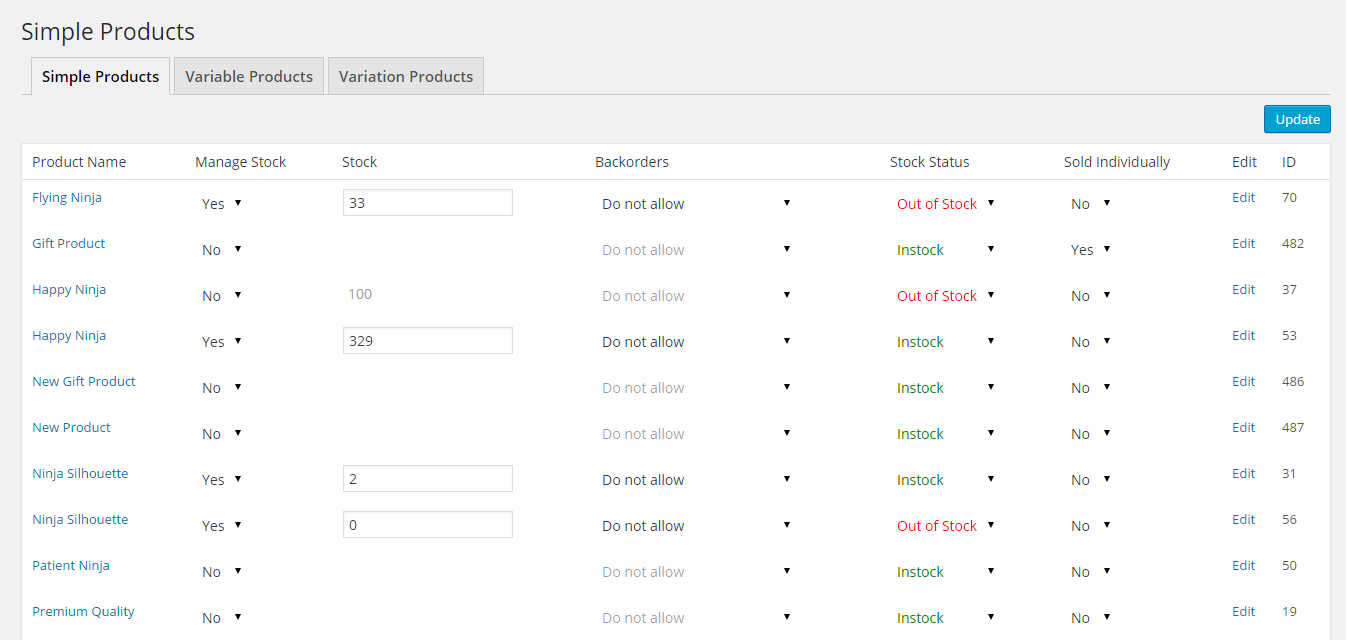 Simple Products
Simple Products Variable Products Variation Products
Update
Product Name Manage Stock Stock Backorders Stock Status Sold Individually Edit ID
Flying Ninja Yes 33 Do not allow Out of Stock No Edit 70
Gift Product No Do not allow Instock Yes Edit 482
Happy Ninja No 100 Do not allow Out of Stock No Edit 37
Happy Ninja Yes 329 Do not allow Instock No Edit 53
New Gift Product No Do not allow Instock No Edit 486
New Product No Do not allow Instock No Edit 487
Ninja Silhouette Yes 2 Do not allow Instock No Edit 31
Ninja Silhouette Yes 0 Do not allow Out of Stock No Edit 56
Patient Ninja No Do not allow Instock No Edit 50
Premium Quality No Do not allow Instock No Edit 19